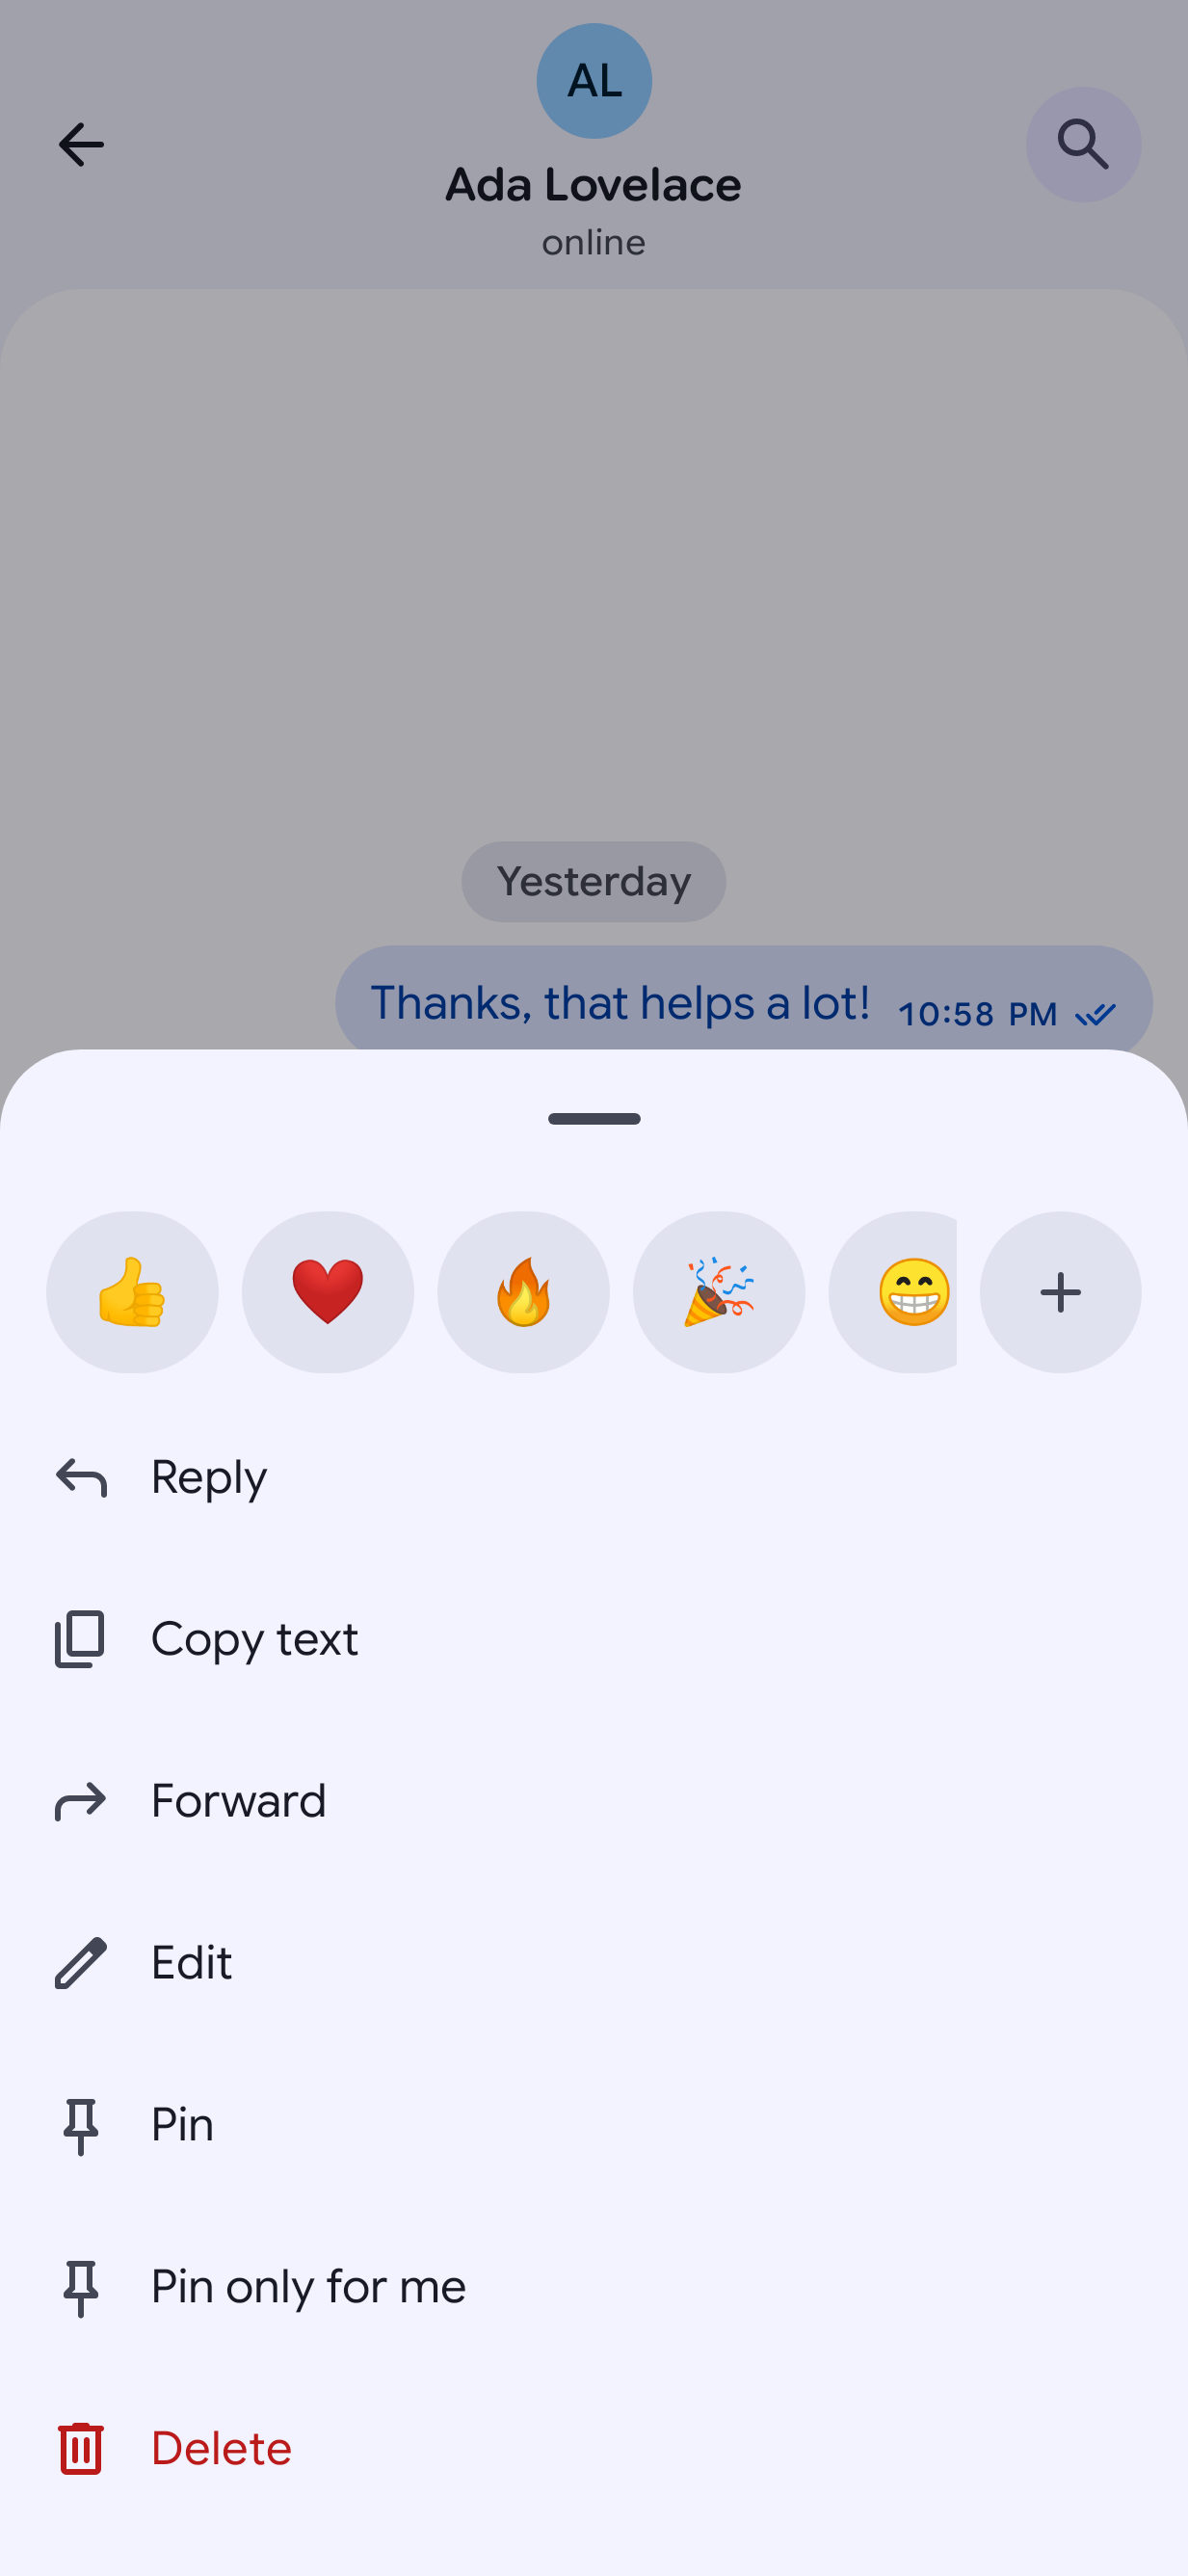 AL
Ada Lovelace
online
Yesterday
Thanks, that helps a lot! 10:58 PM
Reply
Copy text
Forward
Edit
Pin
Pin only for me
Delete